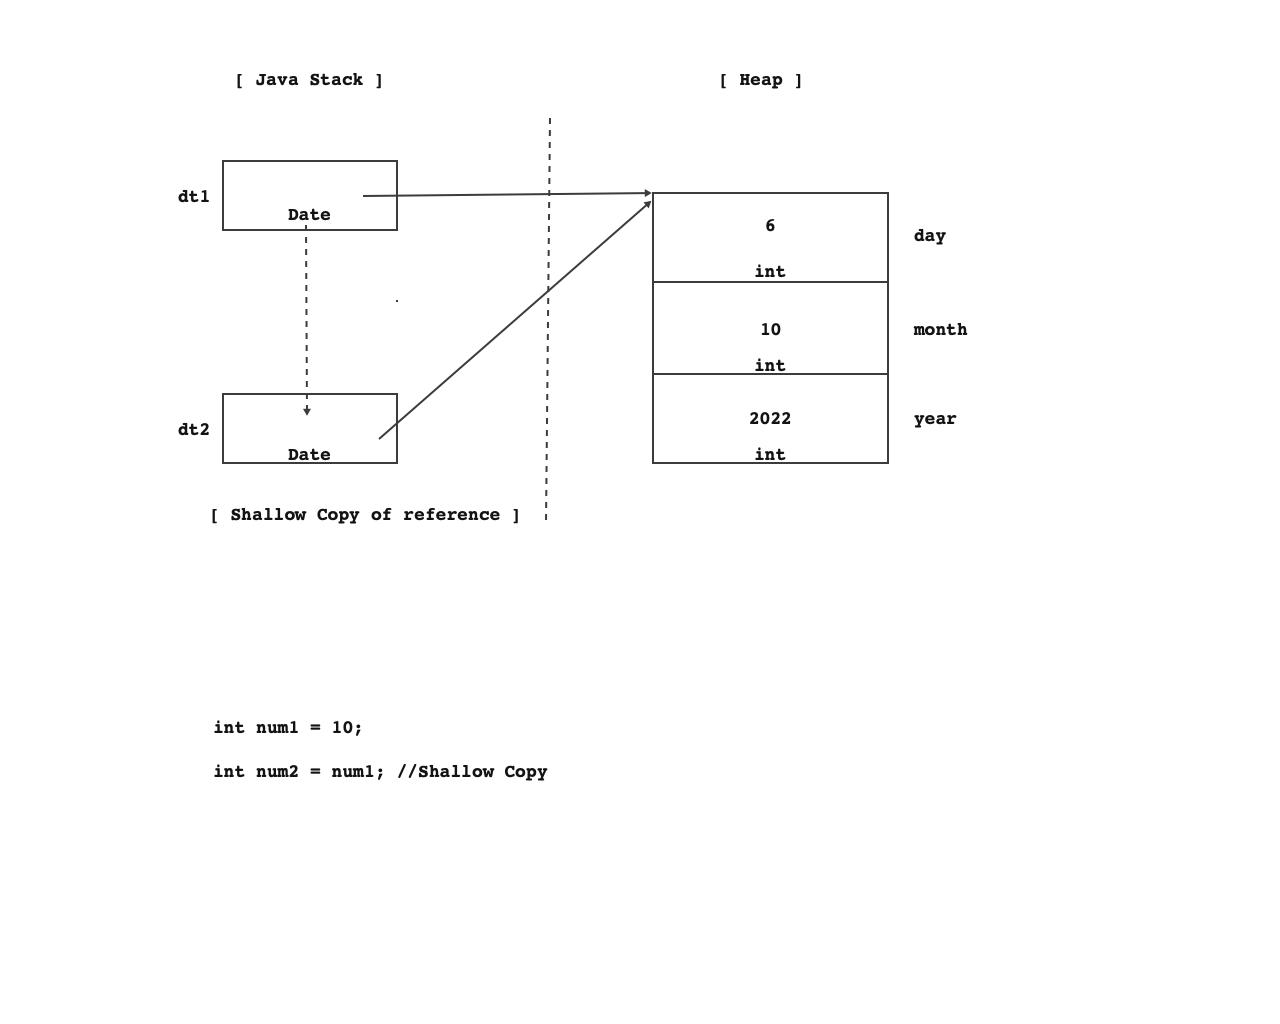 [ Java Stack ]
[ Heap ]
dt1
Date
6
int
day
10
int
month
dt2
Date
2022
int
year
[ Shallow Copy of reference ]
int num1 = 10;
int num2 = num1; //Shallow Copy